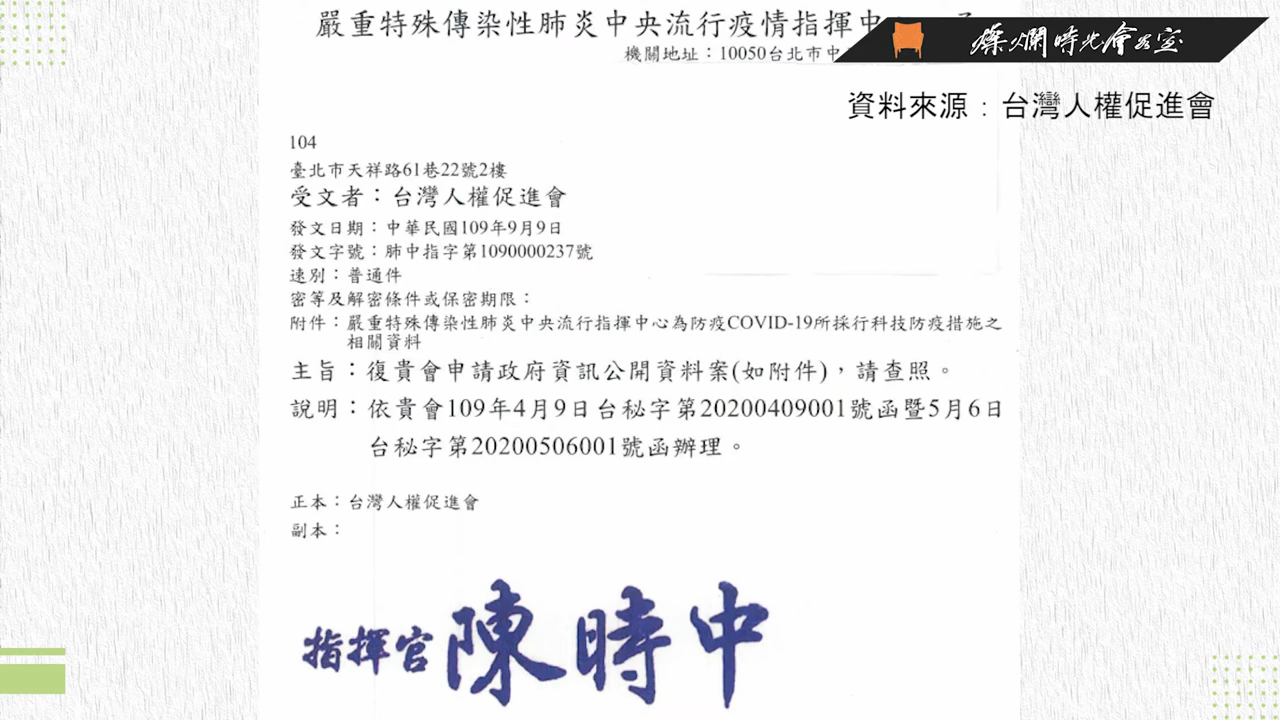 嚴重特殊傳染性肺炎中央流行疫情指揮中
機關地址：10050台北市中
燦爛時光會客室
資料來源：台灣人權促進會
104
臺北市天祥路61巷22號2樓
受文者：台灣人權促進會
發文日期：中華民國109年9月9日
發文字號：肺中指字第1090000237號
速別：普通件
密等及解密條件或保密期限：
附件：嚴重特殊傳染性肺炎中央流行指揮中心為防疫COVID-19所採行科技防疫措施之
相關資料
主旨：復貴會申請政府資訊公開資料案(如附件)，請查照。
說明：依貴會109年4月9日台秘字第20200409001號函暨5月6日
台秘字第20200506001號函辦理。
正本：台灣人權促進會
副本：
指揮官陳時中